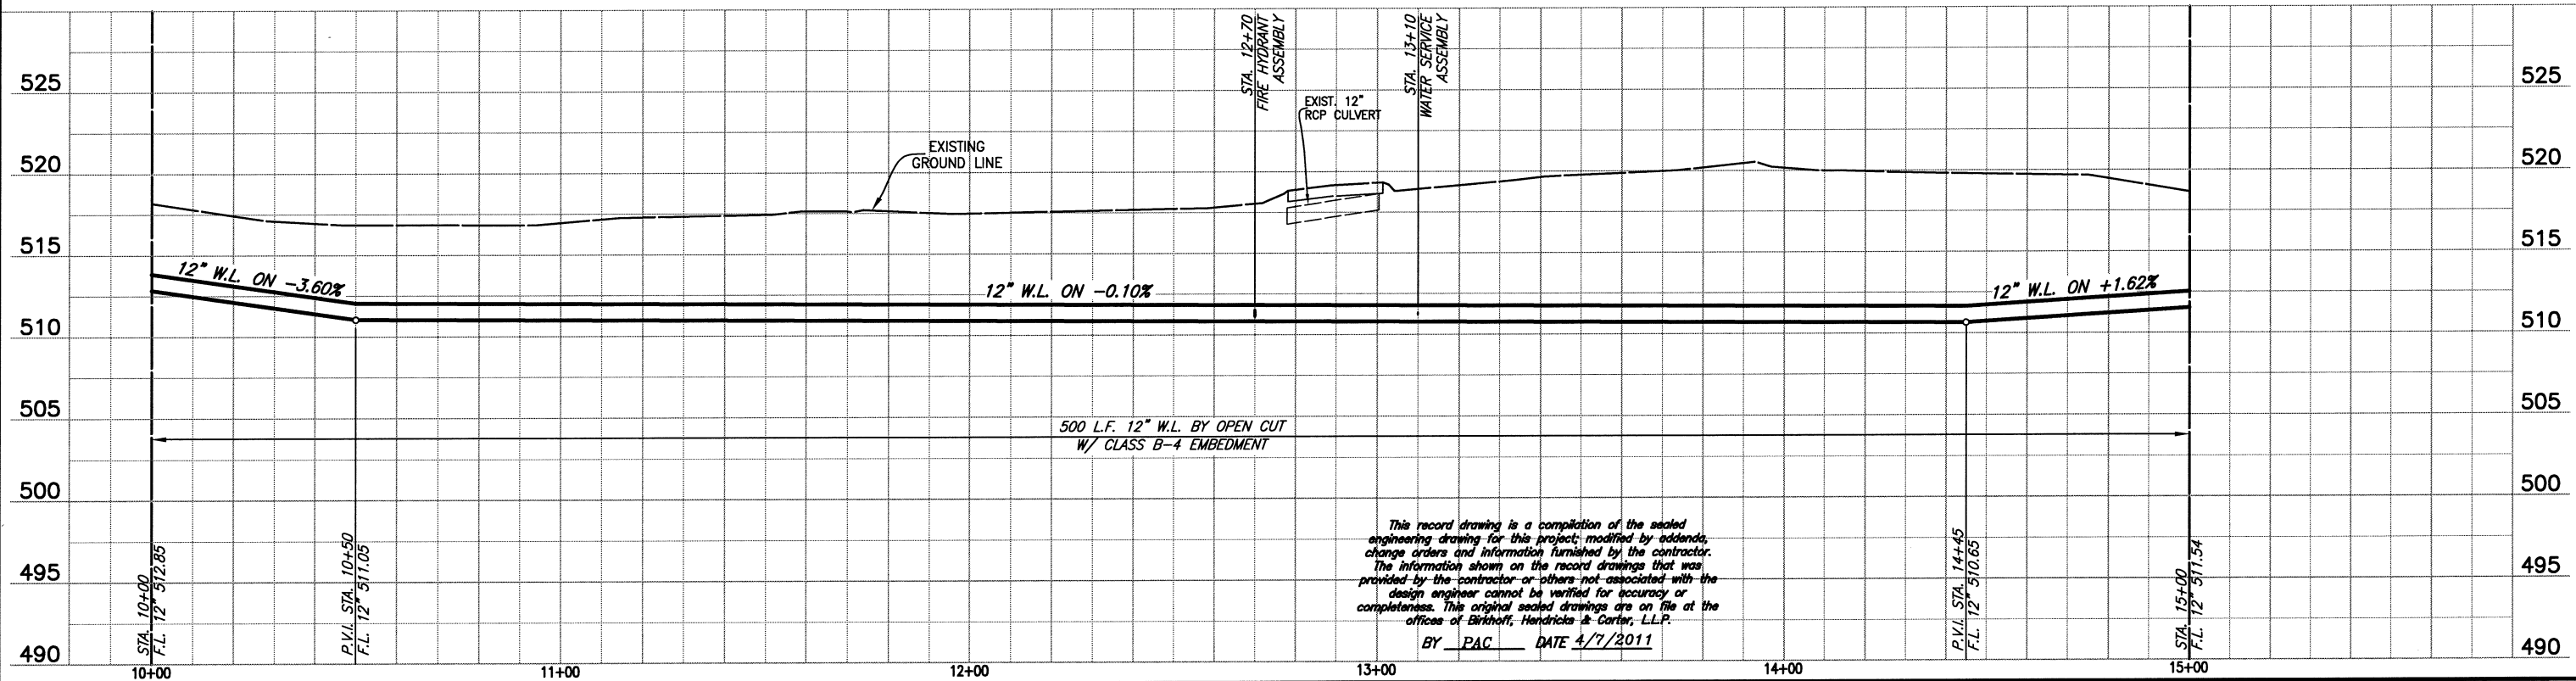 STA. 12+70
FIRE HYDRANT
ASSEMBLY
STA. 13+10
WATER SERVICE
ASSEMBLY
525
525
EXIST. 12"
RCP CULVERT
EXISTING
GROUND LINE
520
520
515
515
12" W.L. ON -3.60%
12" W.L. ON -0.10%
12" W.L. ON +1.62%
510
510
505
505
500 L.F. 12" W.L. BY OPEN CUT
W/ CLASS B-4 EMBEDMENT
500
500
This record drawing is a compilation of the sealed
engineering drawing for this project; modified by addenda,
change orders and information furnished by the contractor.
The information shown on the record drawings that was
provided by the contractor or others not associated with the
design engineer cannot be verified for accuracy or
completeness. This original sealed drawings are on file at the
offices of Birkhoff, Hendricks & Carter, L.L.P.
BY PAC DATE 4/7/2011
495
495
STA. 10+00
F.L. 12" 512.85
P.V.I. STA. 10+50
F.L. 12" 511.05
P.V.I. STA. 14+45
F.L. 12" 510.65
STA. 15+00
F.L. 12" 511.54
490
490
10+00
11+00
12+00
13+00
14+00
15+00